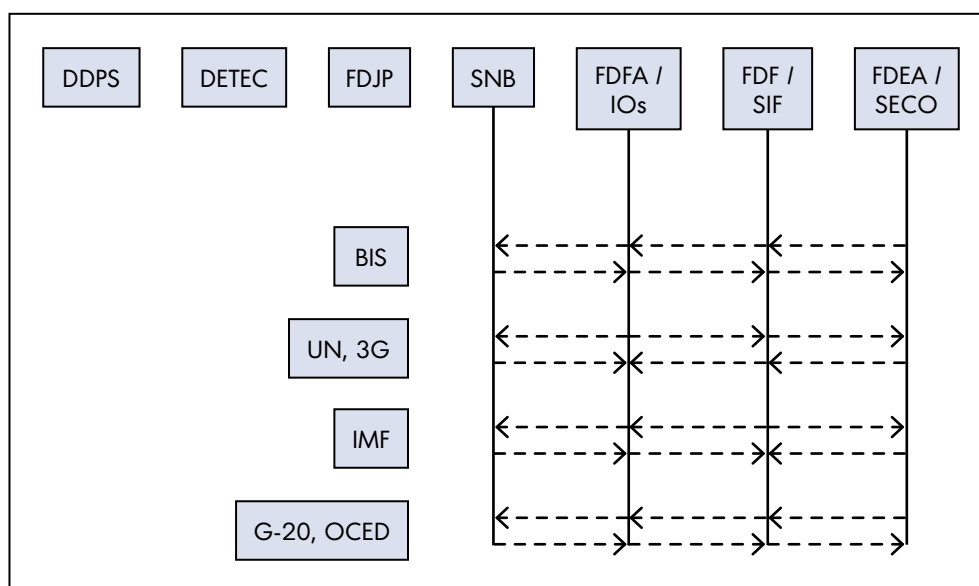 DDPS
DETEC
FDJP
SNB
FDFA /
IOs
FDF /
SIF
FDEA /
SECO
BIS
UN, 3G
IMF
G-20, OCED